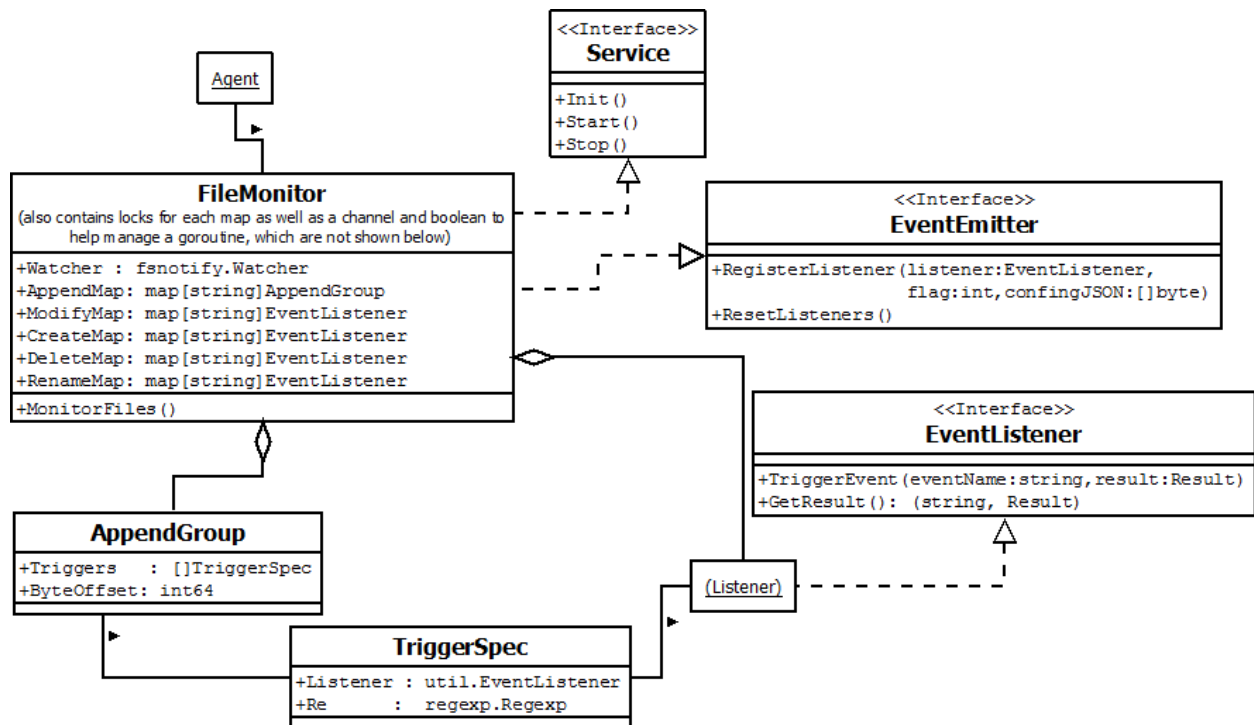 <<Interface>>
Service
+Init()
+Start()
+Stop()
Agent
FileMonitor
(also contains locks for each map as well as a channel and boolean to
help manage a goroutine, which are not shown below)
+Watcher : fsnotify.Watcher
+AppendMap: map[string]AppendGroup
+ModifyMap: map[string]EventListener
+CreateMap: map[string]EventListener
+DeleteMap: map[string]EventListener
+RenameMap: map[string]EventListener
+MonitorFiles()
<<Interface>>
EventEmitter
+RegisterListener(listener:EventListener,
flag:int,confingJSON:[]byte)
+ResetListeners()
<<Interface>>
EventListener
+TriggerEvent(eventName:string,result:Result)
+GetResult(): (string, Result)
AppendGroup
+Triggers : []TriggerSpec
+ByteOffset: int64
(Listener)
TriggerSpec
+Listener : util.EventListener
+Re : regexp.Regexp